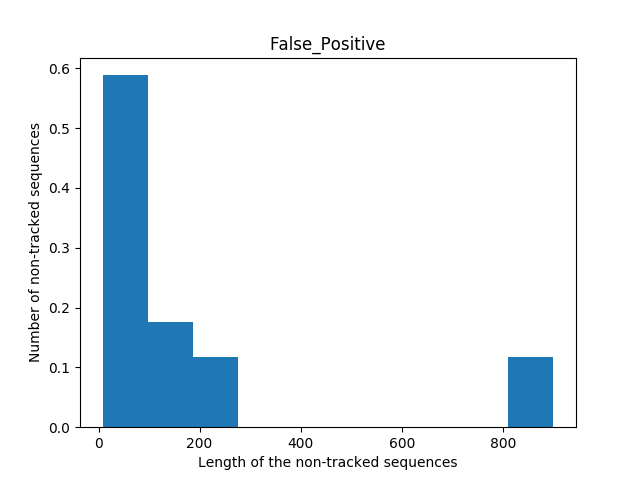 False_Positive
Number of non-tracked sequences
0.6
0.5
0.4
0.3
0.2
0.1
0.0
0 200 400 600 800
Length of the non-tracked sequences